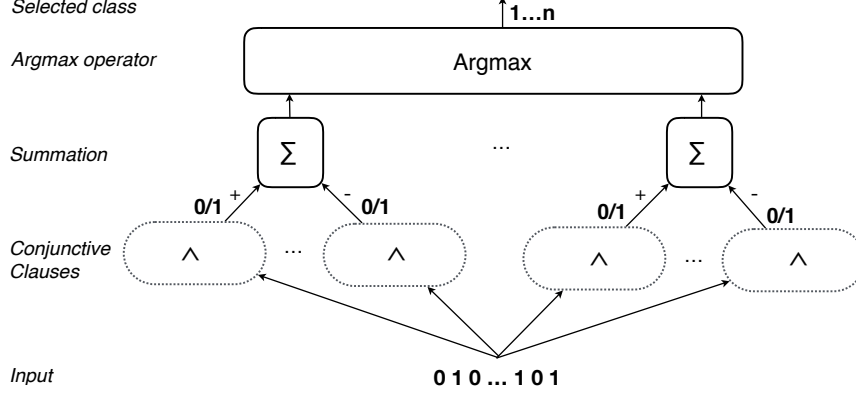 Selected class
1...n
Argmax operator
Argmax
Summation
Σ
...
Σ
0/1
+
-
0/1
0/1
+
-
0/1
Conjunctive
Clauses
∧
...
∧
∧
...
∧
Input
0 1 0 ... 1 0 1